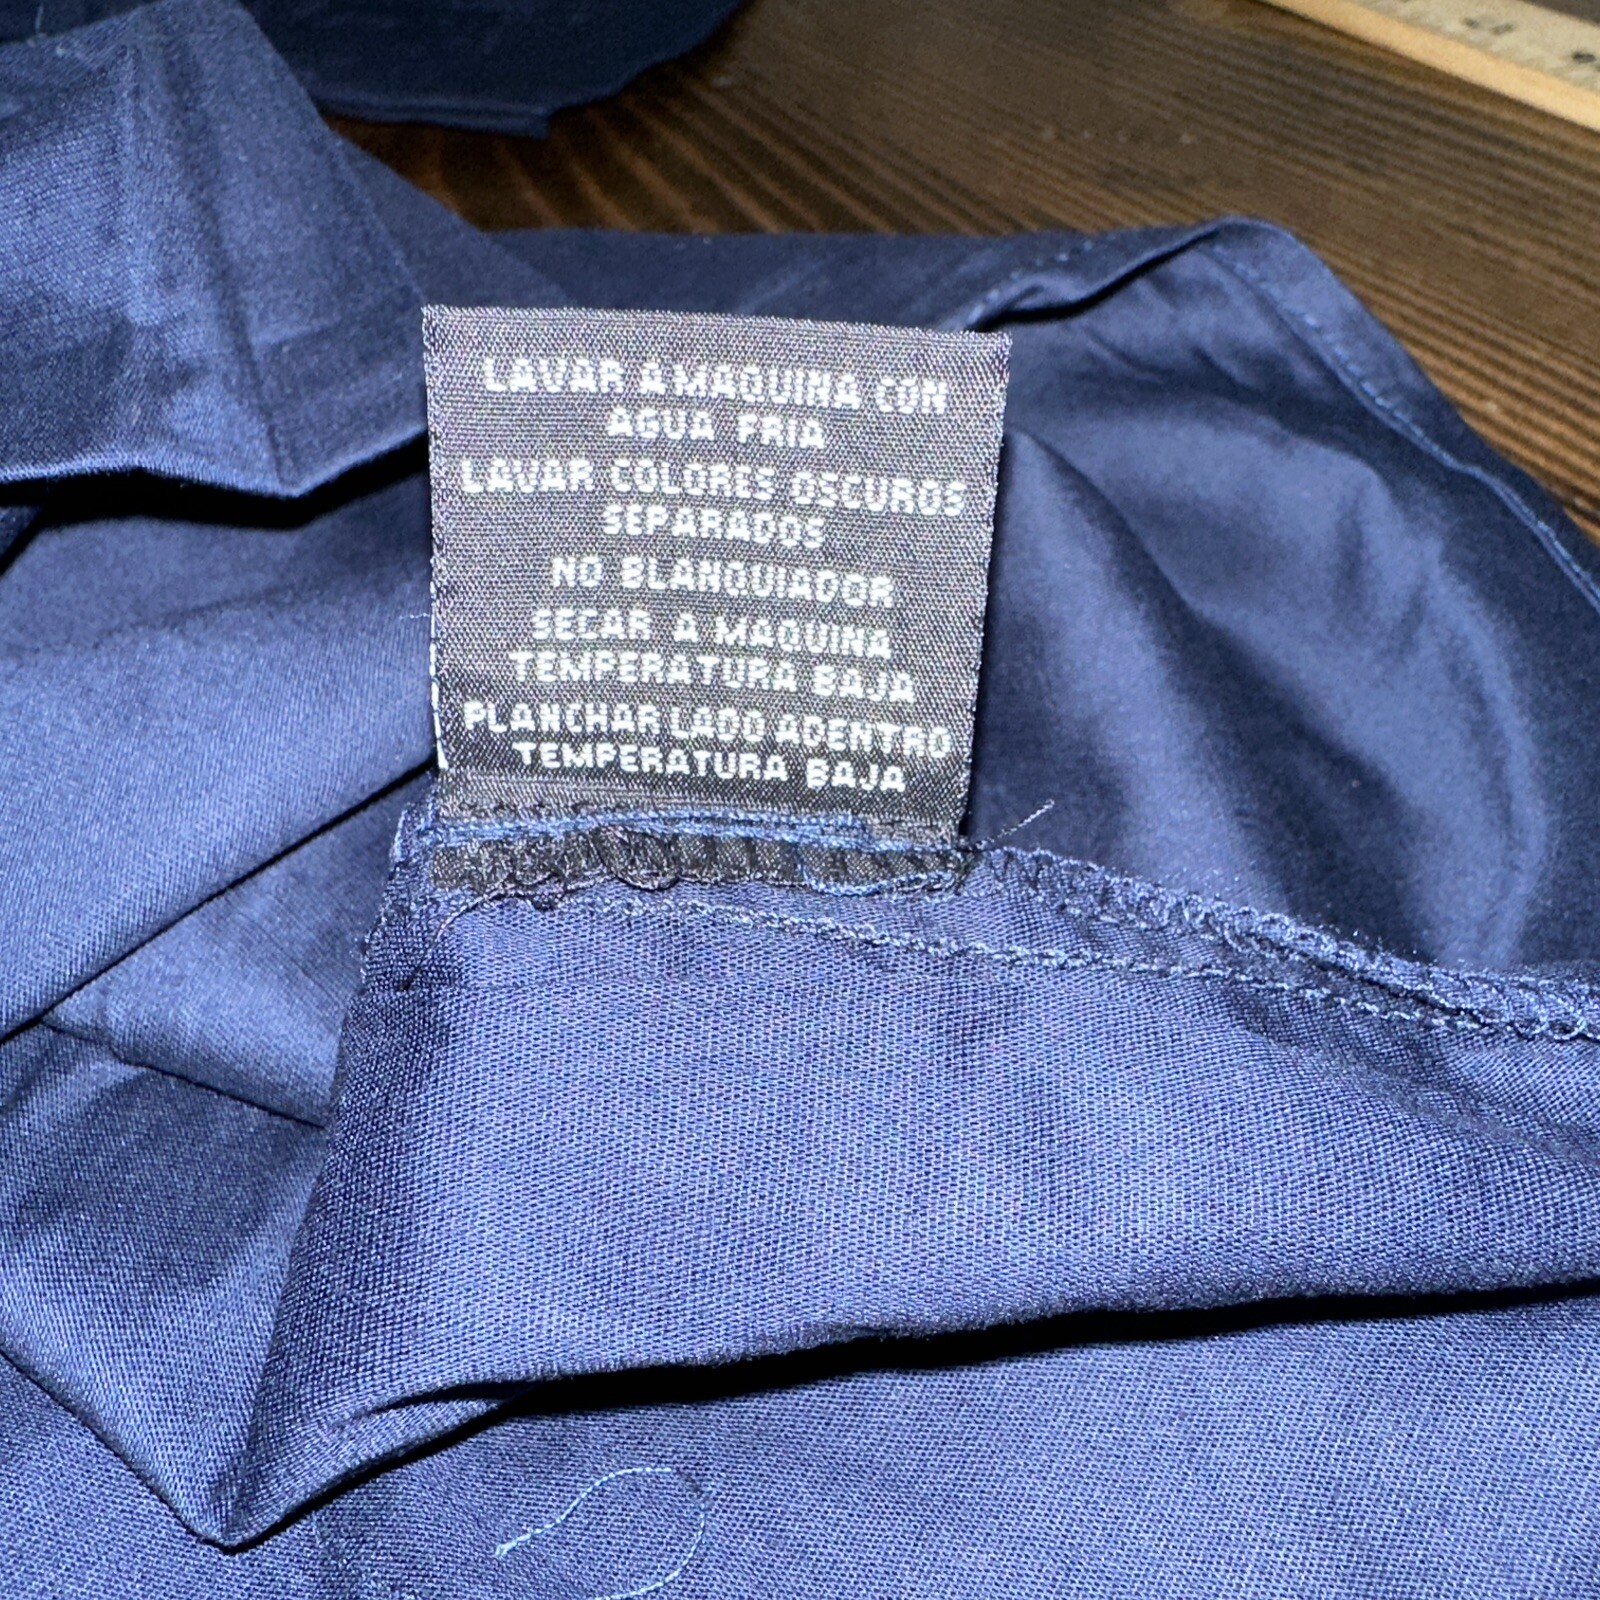 LAVAR A MAQUINA CON
AGUA FRIA
LAVAR COLORES OSCUROS
SEPARADOS
NO BLANQUIADOR
SECAR A MAQUINA
TEMPERATURA BAJA
PLANCHAR LADO ADENTRO
TEMPERATURA BAJA